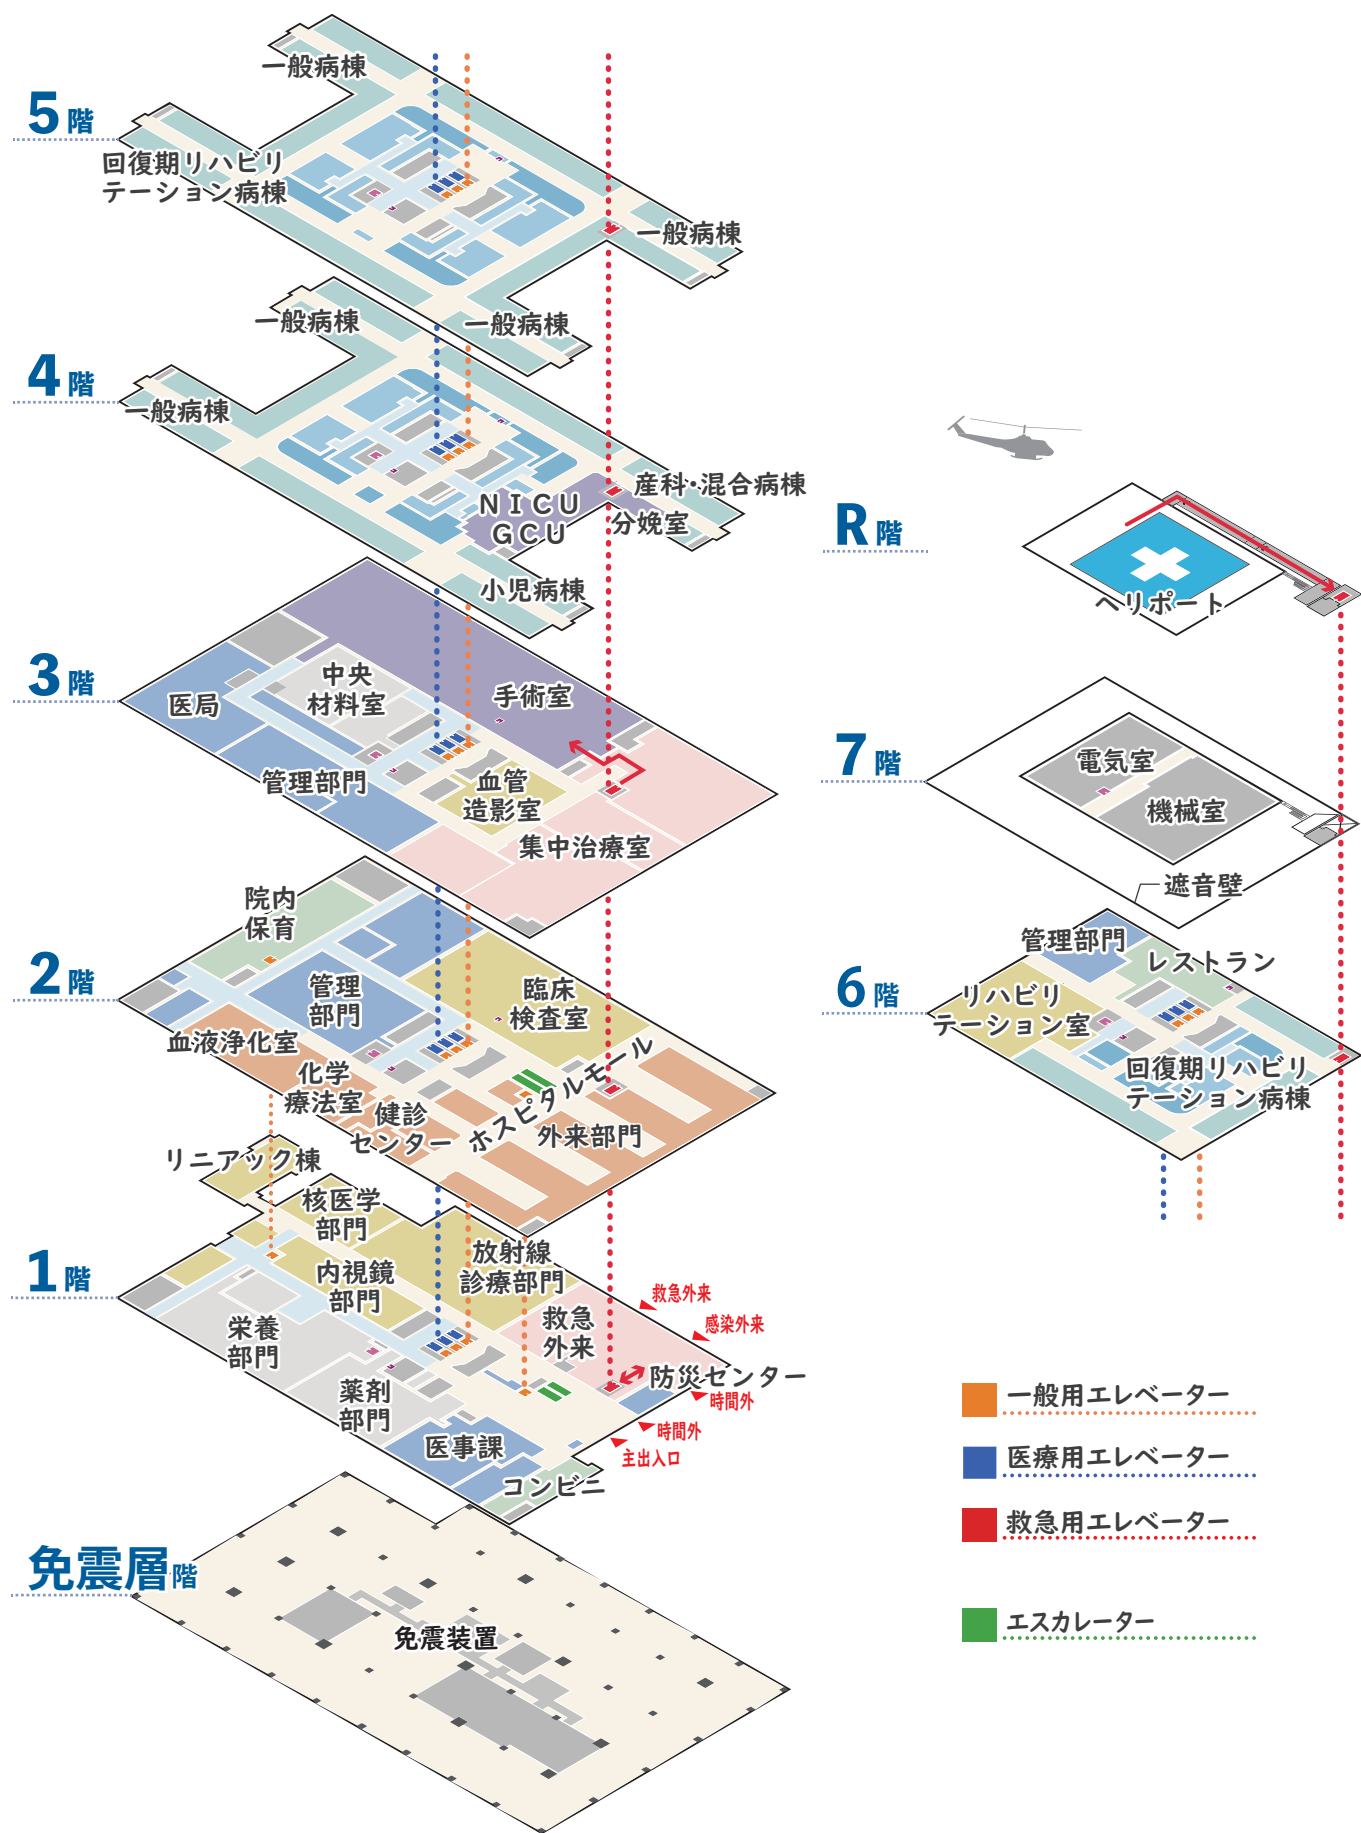 5階
一般病棟
回復期リハビリ
テーション病棟
一般病棟
一般病棟
4階
一般病棟
一般病棟
NICU
GCU
産科・混合病棟
分娩室
小児病棟
3階
医局
中央
材料室
手術室
管理部門
血管
造影室
集中治療室
2階
院内
保育
管理
部門
臨床
検査室
血液浄化室
化学
療法室
健診
センター
ホスピタルモール
外来部門
1階
リニアック棟
核医学
部門
内視鏡
部門
放射線
診療部門
救急
外来
栄養
部門
薬剤
部門
医事課
コンビニ
防災センター
救急外来
感染外来
時間外
時間外
主出入口
免震層階
免震装置
R階
ヘリポート
7階
電気室
機械室
遮音壁
6階
管理部門
レストラン
リハビリ
テーション室
回復期リハビリ
テーション病棟
一般用エレベーター
医療用エレベーター
救急用エレベーター
エスカレーター